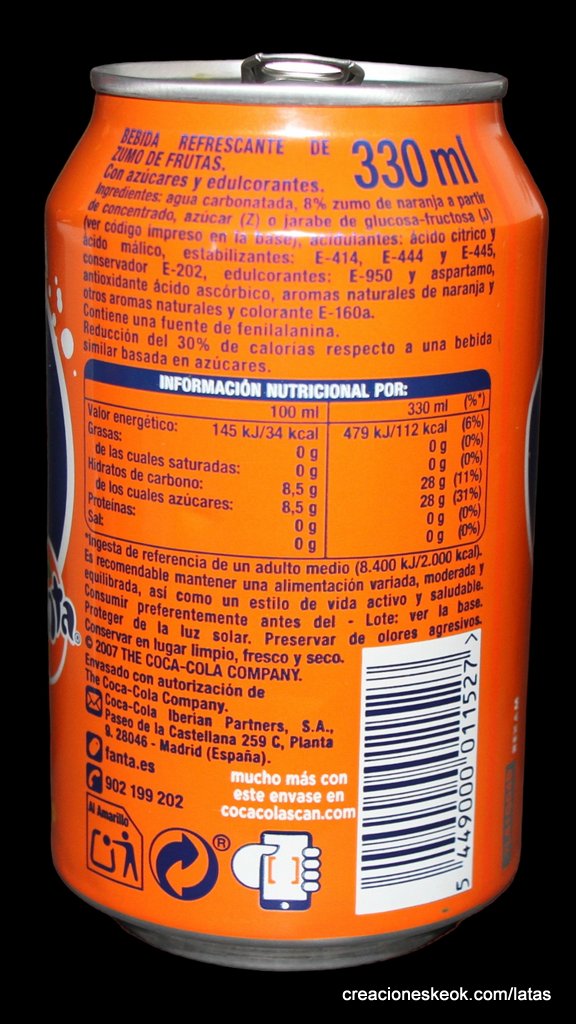 BEBIDA REFRESCANTE DE
ZUMO DE FRUTAS.
330 ml
Con azúcares y edulcorantes.
Ingredientes: agua carbonatada, 8% zumo de naranja a partir
de concentrado, azúcar (Z) o jarabe de glucosa-fructosa (J)
(ver código impreso en la base), acidulantes: ácido cítrico y
ácido málico, estabilizantes: E-414, E-444 y E-445,
conservador E-202, edulcorantes: E-950 y aspartamo,
antioxidante ácido ascórbico, aromas naturales de naranja y
otros aromas naturales y colorante E-160a.
Contiene una fuente de fenilalanina.
Reducción del 30% de calorías respecto a una bebida
similar basada en azúcares.
INFORMACIÓN NUTRICIONAL POR:
100 ml 330 ml (%*)
Valor energético: 145 kJ/34 kcal 479 kJ/112 kcal (6%)
Grasas: 0 g 0 g (0%)
de las cuales saturadas: 0 g 0 g (0%)
Hidratos de carbono: 8,5 g 28 g (11%)
de los cuales azúcares: 8,5 g 28 g (31%)
Proteínas: 0 g 0 g (0%)
Sal: 0 g 0 g (0%)
*Ingesta de referencia de un adulto medio (8.400 kJ/2.000 kcal).
Es recomendable mantener una alimentación variada, moderada y
equilibrada, así como un estilo de vida activo y saludable.
Consumir preferentemente antes del - Lote: ver la base.
Proteger de la luz solar. Preservar de olores agresivos.
Conservar en lugar limpio, fresco y seco.
© 2007 THE COCA-COLA COMPANY.
Envasado con autorización de
The Coca-Cola Company.
Coca-Cola Iberian Partners, S.A.,
Paseo de la Castellana 259 C, Planta
9. 28046 - Madrid (España).
fanta.es
902 199 202
mucho más con
este envase en
cocacolascan.com
Al Amarillo
®
5 449000 011527 >
nta®
REXAM
creacioneskeok.com/latas